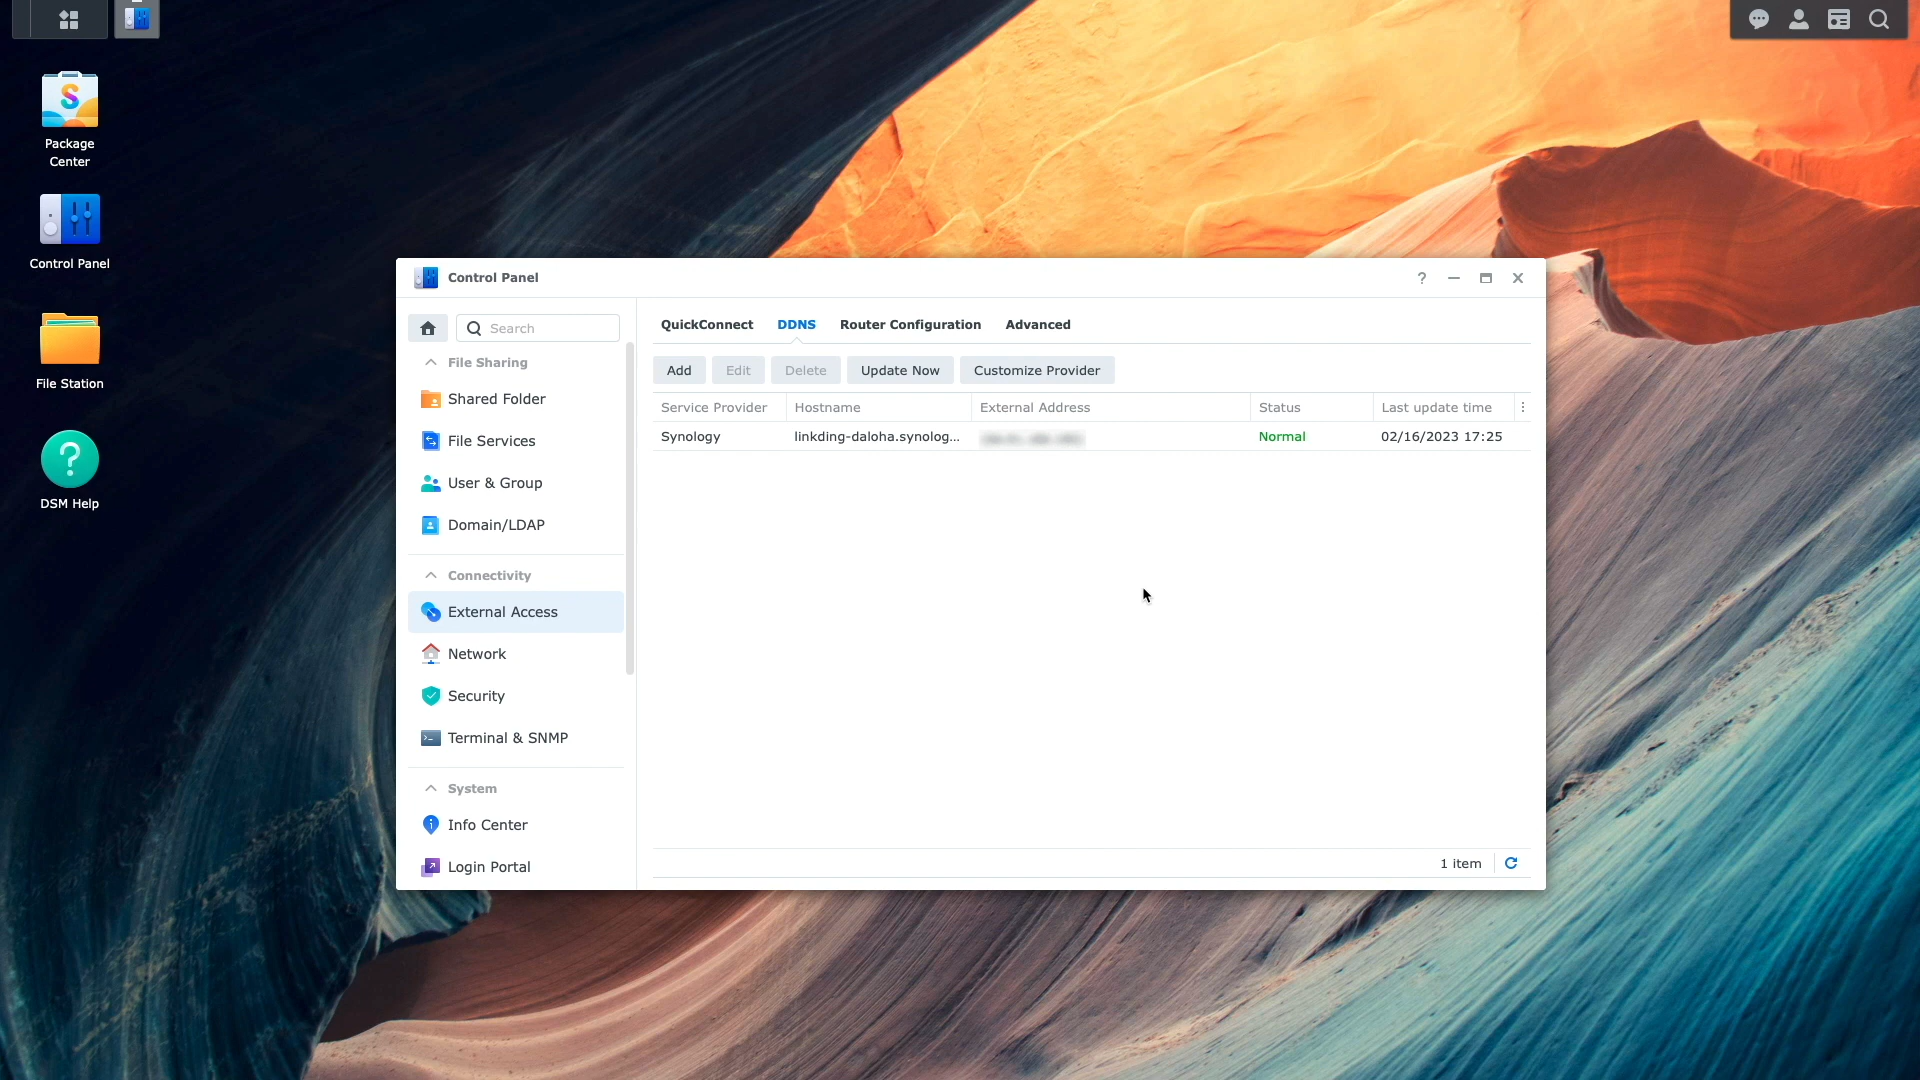 Package
Center
Control Panel
File Station
DSM Help
Control Panel
Search
File Sharing
Shared Folder
File Services
User & Group
Domain/LDAP
Connectivity
External Access
Network
Security
Terminal & SNMP
System
Info Center
Login Portal
QuickConnect DDNS Router Configuration Advanced
Add Edit Delete Update Now Customize Provider
Service Provider Hostname External Address Status Last update time
Synology linkding-daloha.synolog... Normal 02/16/2023 17:25
1 item